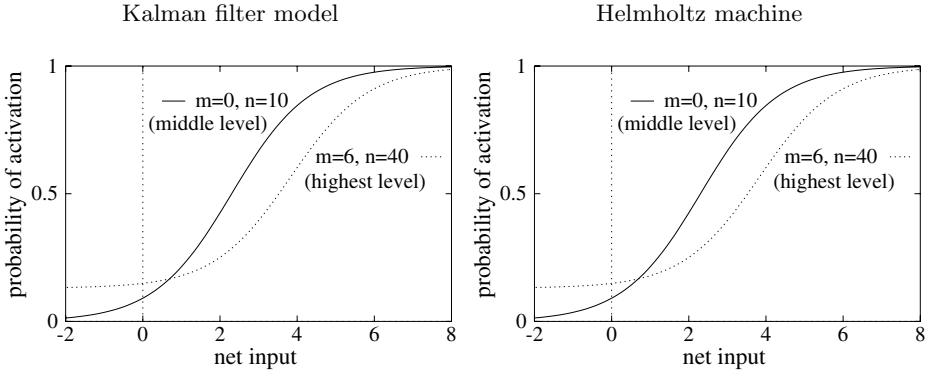 Kalman filter model
probability of activation
1
0.5
0
m=0, n=10
(middle level)
m=6, n=40
(highest level)
-2 0 2 4 6 8
net input
Helmholtz machine
probability of activation
1
0.5
0
m=0, n=10
(middle level)
m=6, n=40
(highest level)
-2 0 2 4 6 8
net input